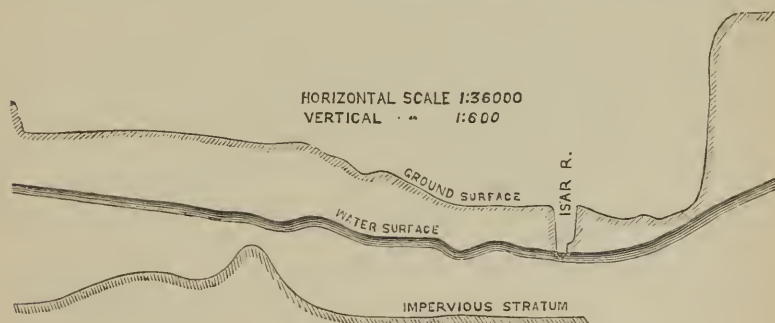 HORIZONTAL SCALE 1:36000
VERTICAL " 1:600
ISAR R.
GROUND SURFACE
WATER SURFACE
IMPERVIOUS STRATUM